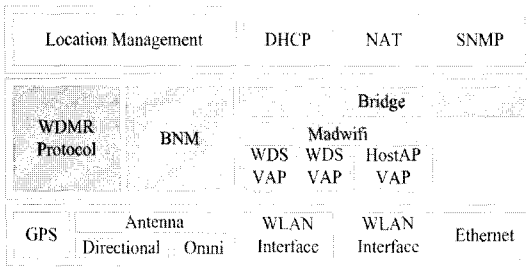 Location Management DHCP NAT SNMP
WDMR Protocol
BNM
Bridge
Madwifi
WDS VAP
WDS VAP
HostAP VAP
GPS
Antenna
Directional Omni
WLAN Interface
WLAN Interface
Ethernet